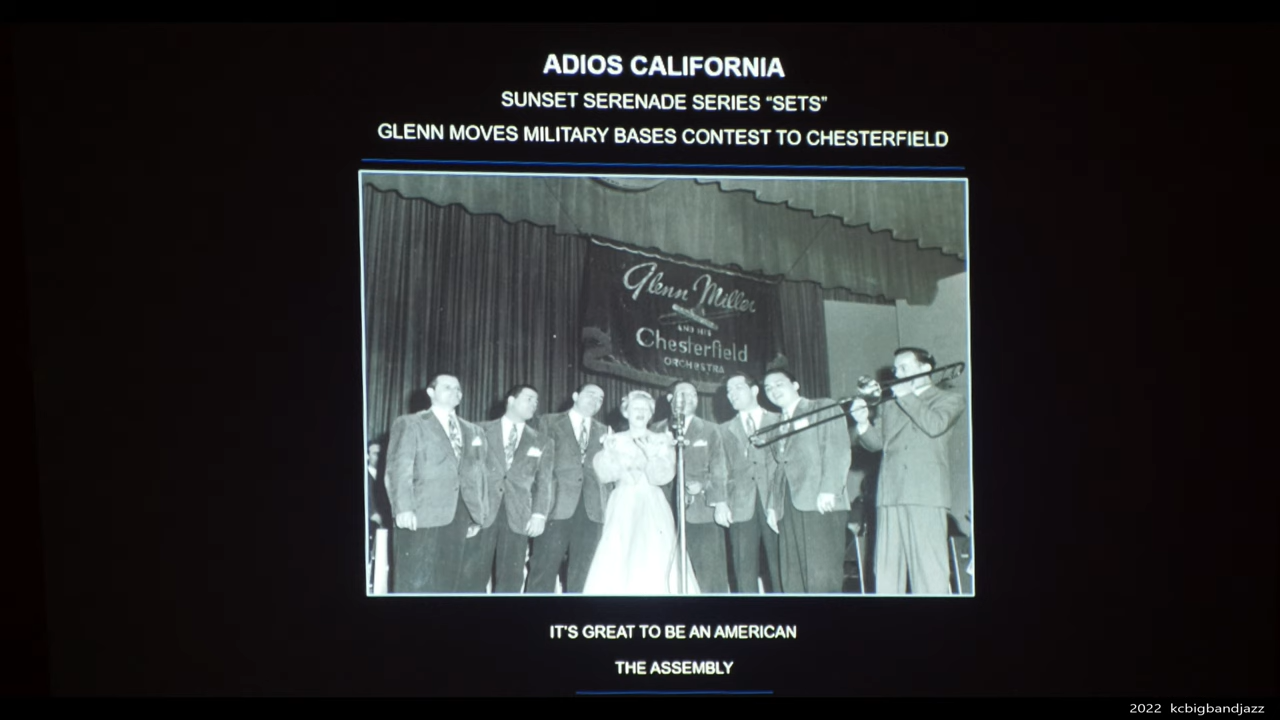 ADIOS CALIFORNIA
SUNSET SERENADE SERIES “SETS”
GLENN MOVES MILITARY BASES CONTEST TO CHESTERFIELD
Glenn Miller
AND HIS
Chesterfield
ORCHESTRA
IT'S GREAT TO BE AN AMERICAN
THE ASSEMBLY
2022 kcbigbandjazz